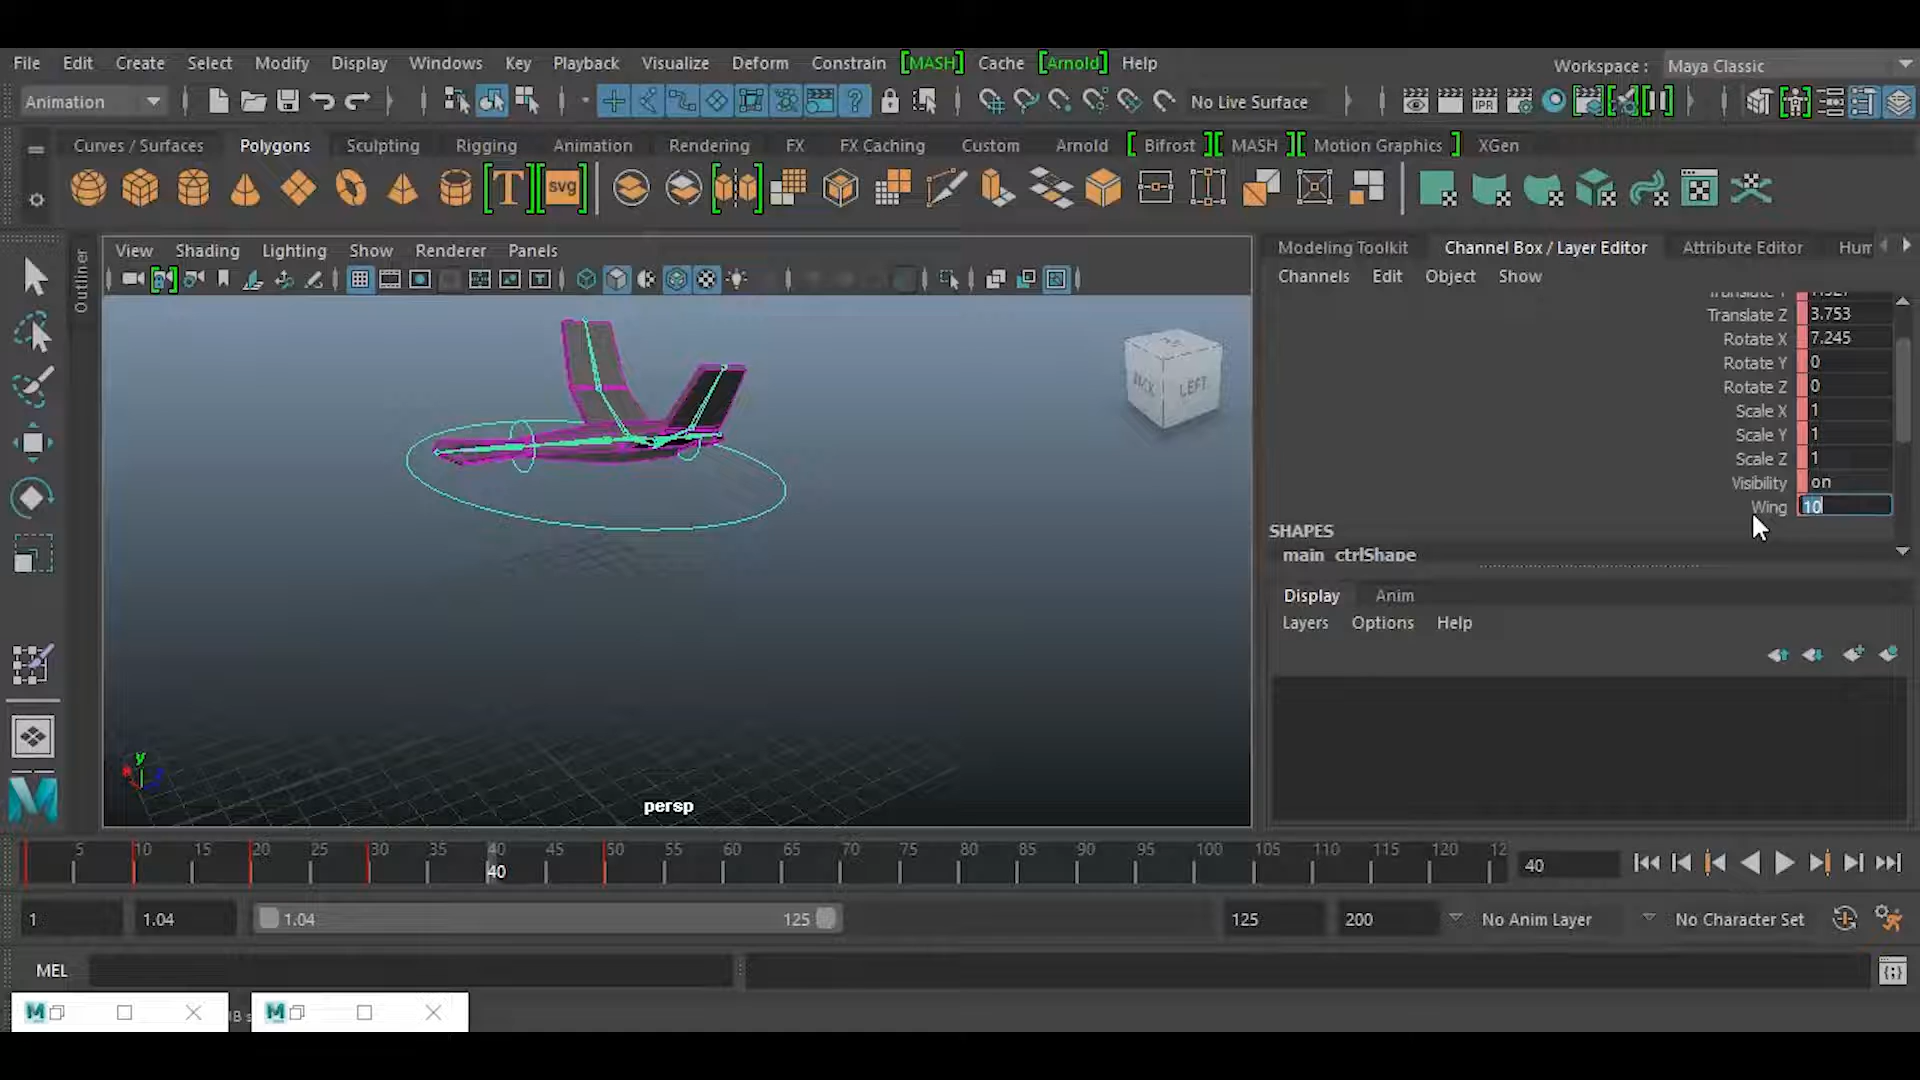 File Edit Create Select Modify Display Windows Key Playback Visualize Deform Constrain [MASH] Cache [Arnold] Help
Workspace : Maya Classic
Animation No Live Surface
IPR
Curves / Surfaces Polygons Sculpting Rigging Animation Rendering FX FX Caching Custom Arnold [ Bifrost ][ MASH ][ Motion Graphics ] XGen
T svg
Outliner
View Shading Lighting Show Renderer Panels
Modeling Toolkit Channel Box / Layer Editor Attribute Editor Hum
Channels Edit Object Show
Translate Z 3.753
Rotate X 7.245
Rotate Y 0
Rotate Z 0
Scale X 1
Scale Y 1
Scale Z 1
Visibility on
Wing 10
SHAPES
main_ctrlShape
LEFT
y
persp
Display Anim
Layers Options Help
5 10 15 20 25 30 35 40 45 50 55 60 65 70 75 80 85 90 95 100 105 110 115 120 12
40
40
1 1.04 1.04 125 125 200 No Anim Layer No Character Set
MEL
M M